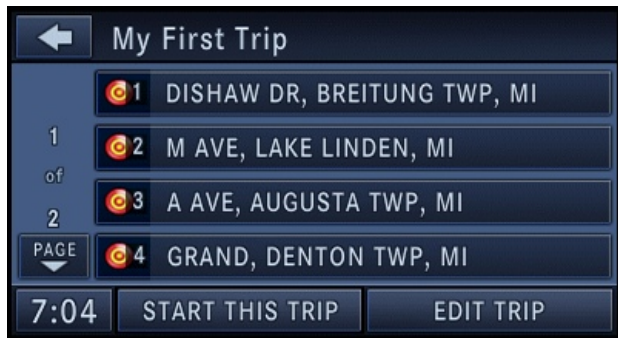 My First Trip
1 DISHAW DR, BREITUNG TWP, MI
2 M AVE, LAKE LINDEN, MI
3 A AVE, AUGUSTA TWP, MI
4 GRAND, DENTON TWP, MI
1
of
2
PAGE
7:04
START THIS TRIP
EDIT TRIP